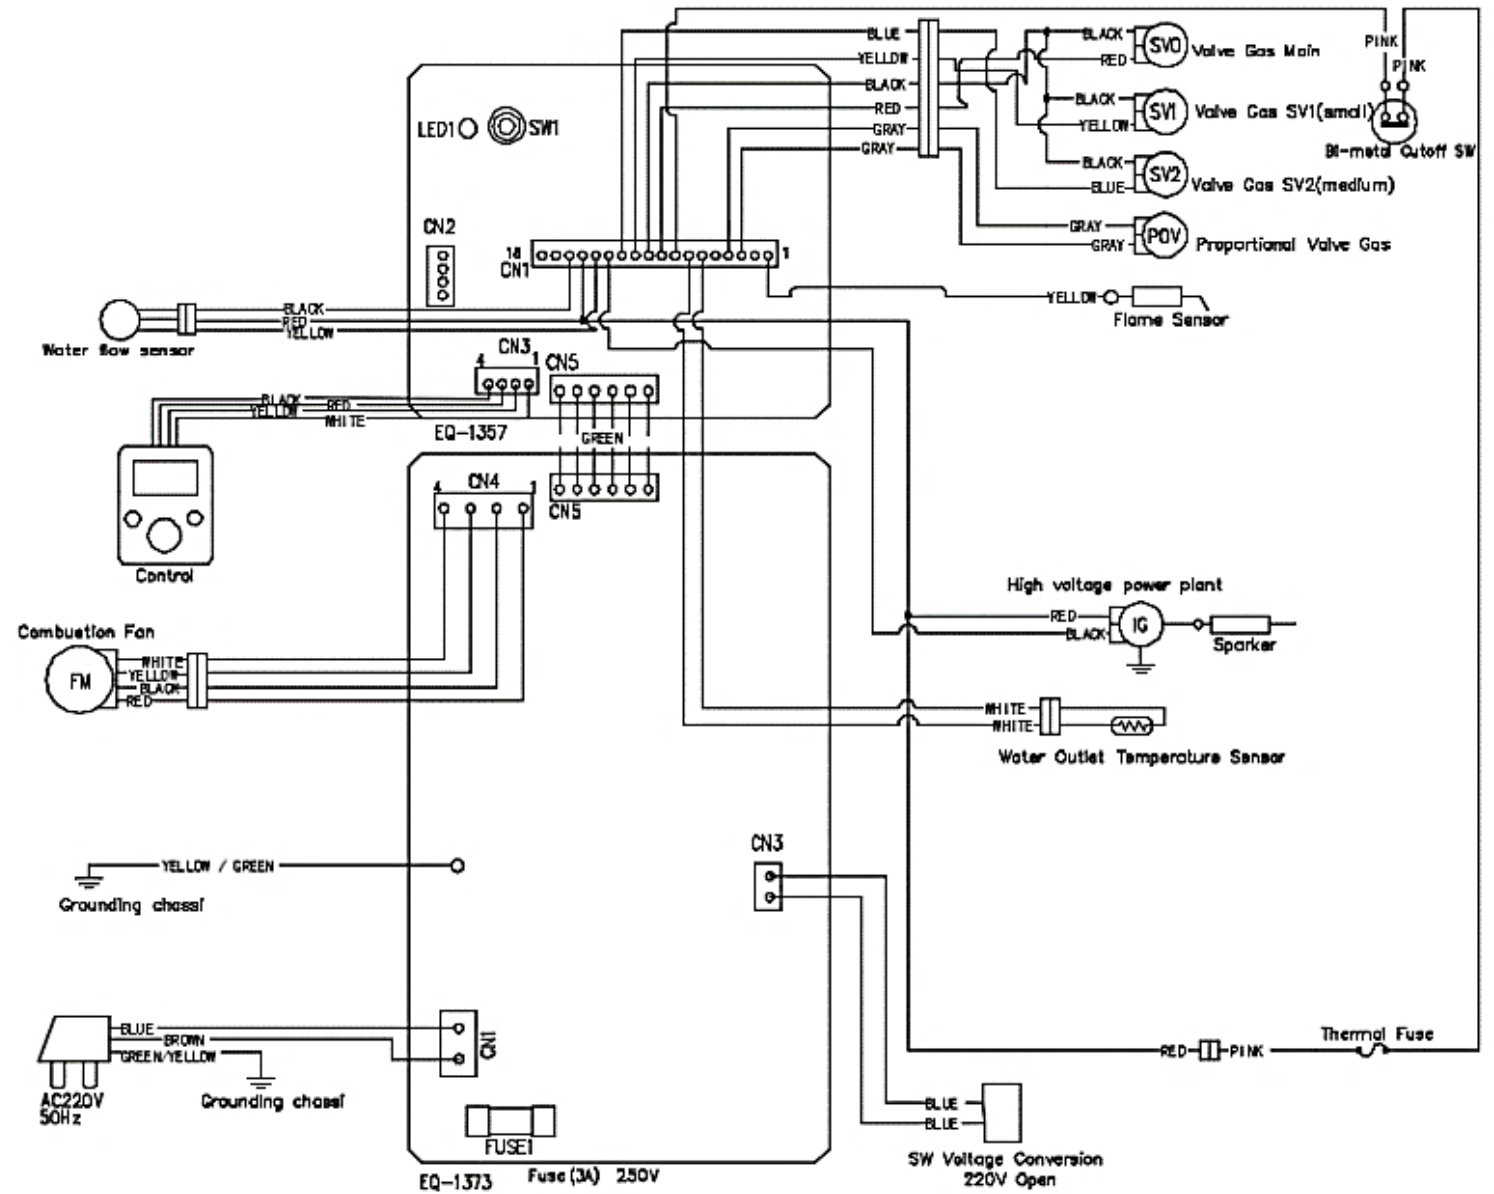 BLUE
YELLOW
BLACK
RED
GRAY
GRAY
BLACK
RED
SV0
Valve Gas Main
BLACK
YELLOW
SV1
Valve Gas SV1(small)
BLACK
BLUE
SV2
Valve Gas SV2(medium)
GRAY
GRAY
POV
Proportional Valve Gas
PINK
PINK
Bi-metal Cutoff SW
LED1
SW1
CN2
18
CN1
1
YELLOW
Flame Sensor
BLACK
RED
YELLOW
Water flow sensor
CN3
4
1
CN5
BLACK
RED
YELLOW
WHITE
EQ-1357
GREEN
Control
CN4
4
1
CN5
High voltage power plant
RED
BLACK
IG
Sparker
Combustion Fan
FM
WHITE
YELLOW
BLACK
RED
WHITE
WHITE
Water Outlet Temperature Sensor
YELLOW / GREEN
Grounding chassi
CN3
BLUE
BROWN
GREEN/YELLOW
AC220V
50Hz
Grounding chassi
CN1
FUSE1
EQ-1373
Fuse(3A) 250V
Thermal Fuse
RED
PINK
BLUE
BLUE
SW Voltage Conversion
220V Open